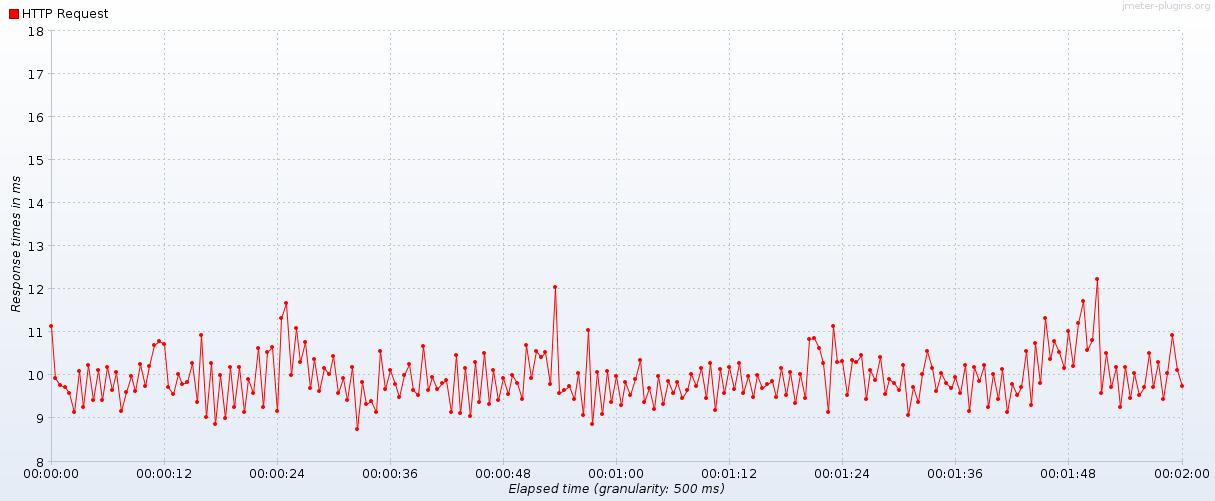 jmeter-plugins.org
HTTP Request
18
17
16
15
14
13
12
11
10
9
8
Response times in ms
00:00:00 00:00:12 00:00:24 00:00:36 00:00:48 00:01:00 00:01:12 00:01:24 00:01:36 00:01:48 00:02:00
Elapsed time (granularity: 500 ms)